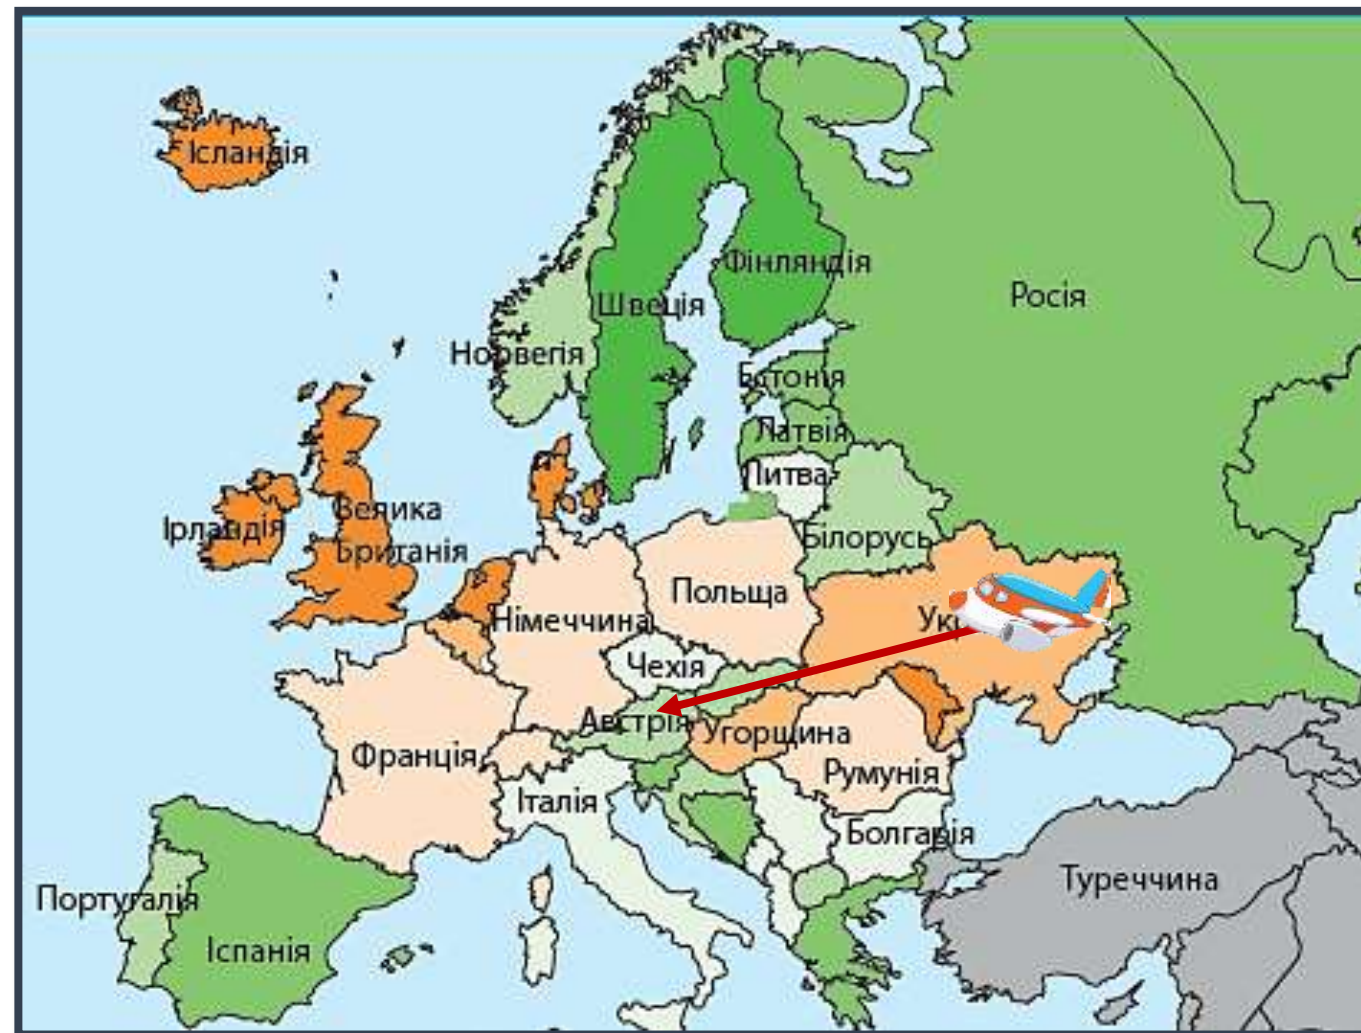 Ісландія
Фінляндія
Росія
Швеція
Норвегія
Естонія
Латвія
Литва
Велика
Британія
Ірландія
Білорусь
Польща
Німеччина
Ук
Чехія
Австрія
Угорщина
Франція
Румунія
Італія
Болгарія
Туреччина
Португалія
Іспанія